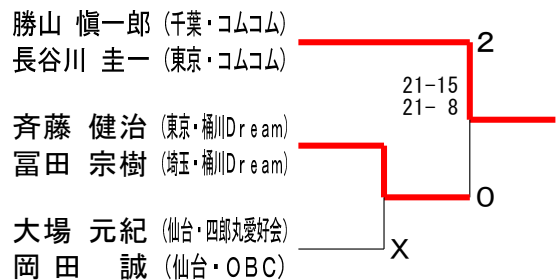 勝山 愼一郎 (千葉・コムコム)
長谷川 圭一 (東京・コムコム)
2
21-15
21- 8
斉藤 健治 (東京・桶川Dream)
冨田 宗樹 (埼玉・桶川Dream)
0
大場 元紀 (仙台・四郎丸愛好会)
岡田 誠 (仙台・OBC)
X